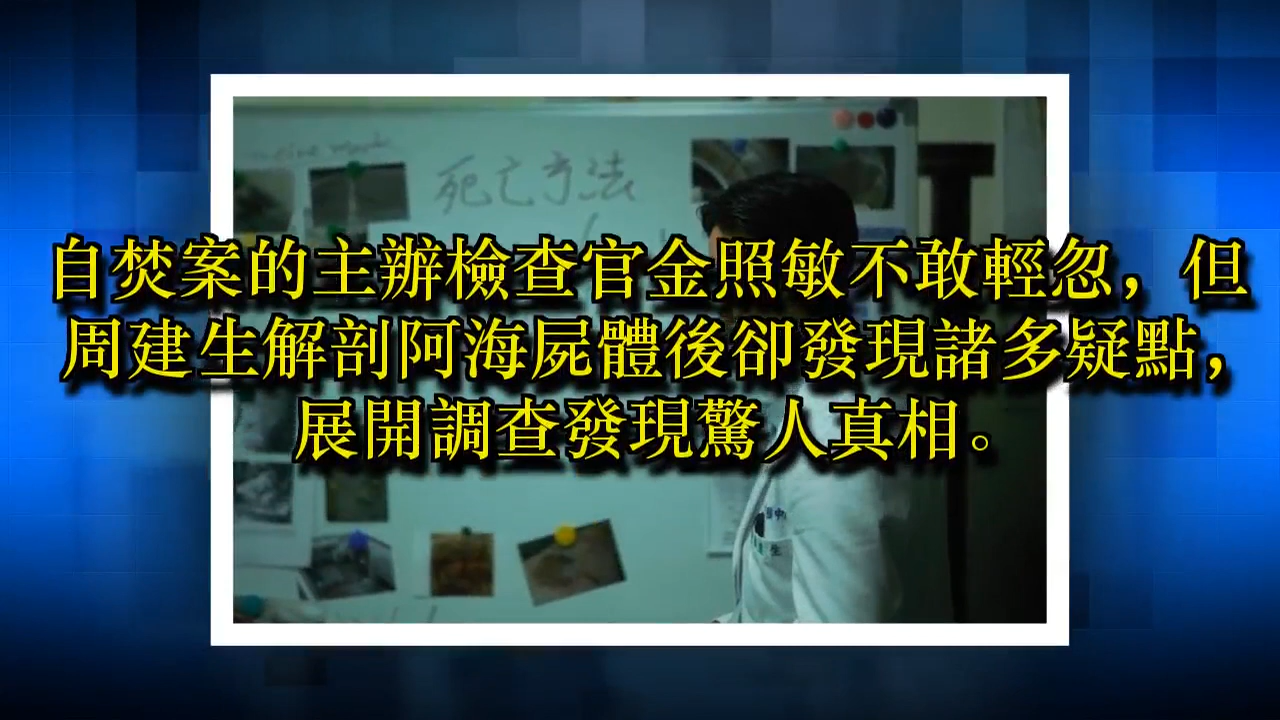 死亡方法
自焚案的主辦檢查官金照敏不敢輕忽，但
周建生解剖阿海屍體後卻發現諸多疑點，
展開調查發現驚人真相。
中
生